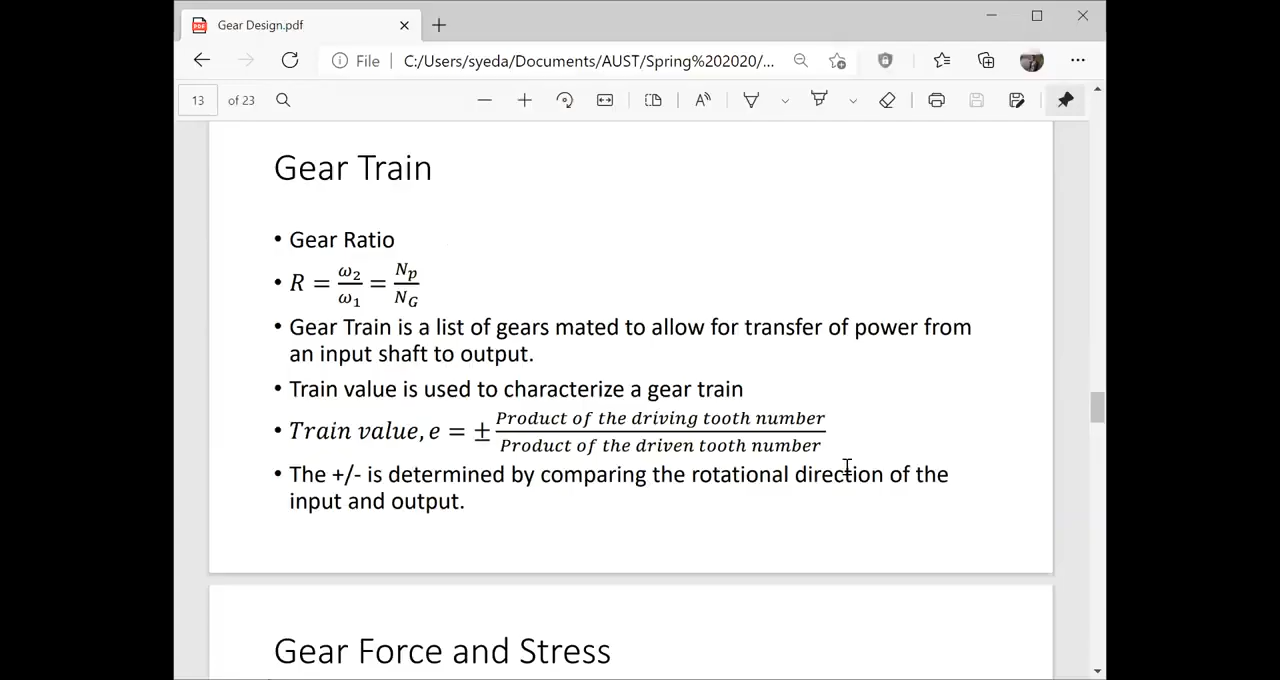 Gear Design.pdf
File C:/Users/syeda/Documents/AUST/Spring%202020/...
13 of 23
Gear Train
• Gear Ratio
• R = ω₂/ω₁ = N_p/N_G
• Gear Train is a list of gears mated to allow for transfer of power from
an input shaft to output.
• Train value is used to characterize a gear train
• Train value, e = ± Product of the driving tooth number / Product of the driven tooth number
• The +/- is determined by comparing the rotational direction of the
input and output.
Gear Force and Stress